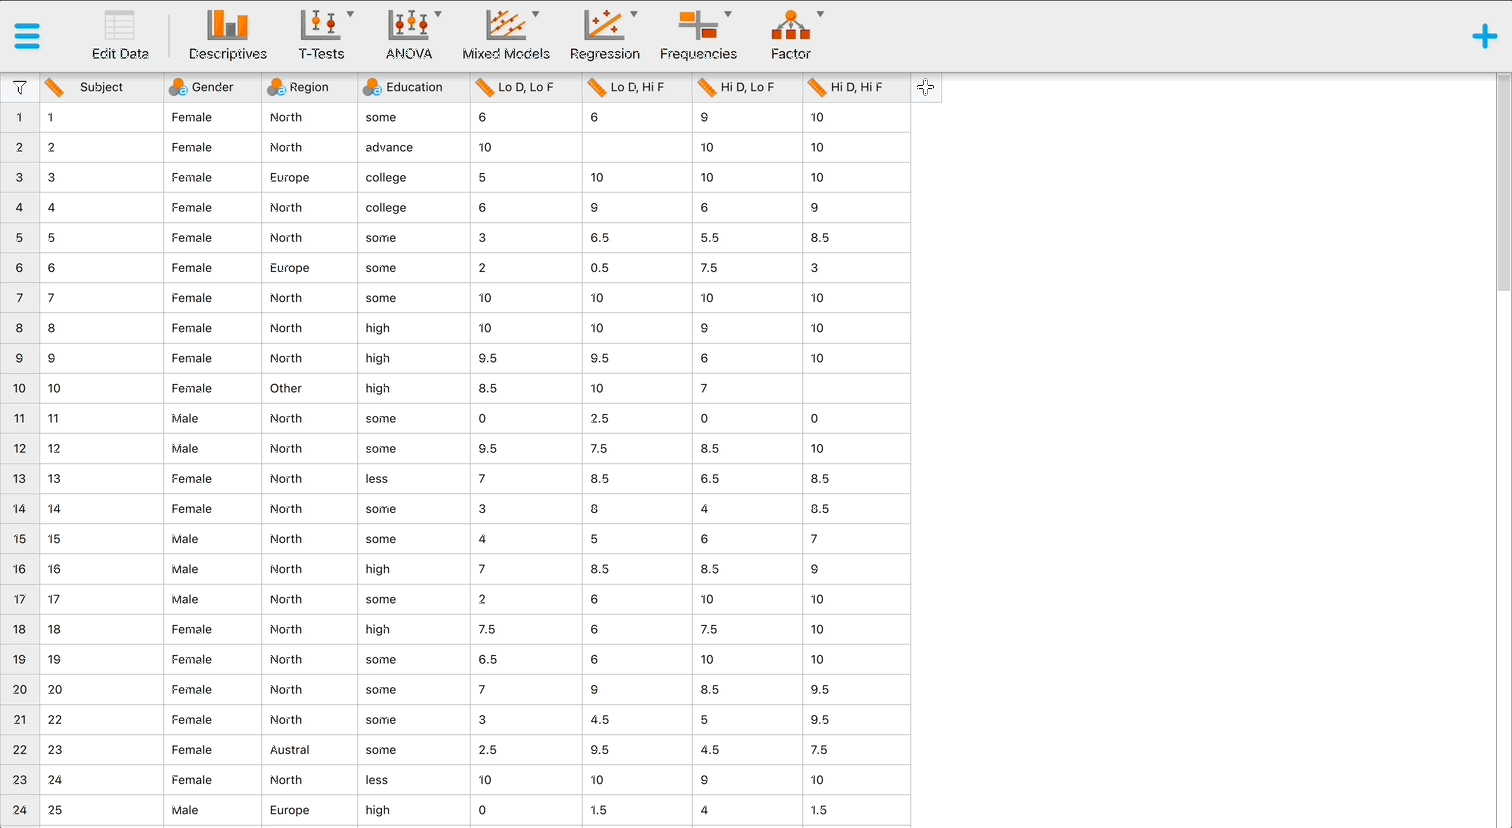 Edit Data Descriptives T-Tests ANOVA Mixed Models Regression Frequencies Factor
Subject Gender Region Education Lo D, Lo F Lo D, Hi F Hi D, Lo F Hi D, Hi F
1 1 Female North some 6 6 9 10
2 2 Female North advance 10 10 10
3 3 Female Europe college 5 10 10 10
4 4 Female North college 6 9 6 9
5 5 Female North some 3 6.5 5.5 8.5
6 6 Female Europe some 2 0.5 7.5 3
7 7 Female North some 10 10 10 10
8 8 Female North high 10 10 9 10
9 9 Female North high 9.5 9.5 6 10
10 10 Female Other high 8.5 10 7
11 11 Male North some 0 2.5 0 0
12 12 Male North some 9.5 7.5 8.5 10
13 13 Female North less 7 8.5 6.5 8.5
14 14 Female North some 3 8 4 8.5
15 15 Male North some 4 5 6 7
16 16 Male North high 7 8.5 8.5 9
17 17 Male North some 2 6 10 10
18 18 Female North high 7.5 6 7.5 10
19 19 Female North some 6.5 6 10 10
20 20 Female North some 7 9 8.5 9.5
21 22 Female North some 3 4.5 5 9.5
22 23 Female Austral some 2.5 9.5 4.5 7.5
23 24 Female North less 10 10 9 10
24 25 Male Europe high 0 1.5 4 1.5